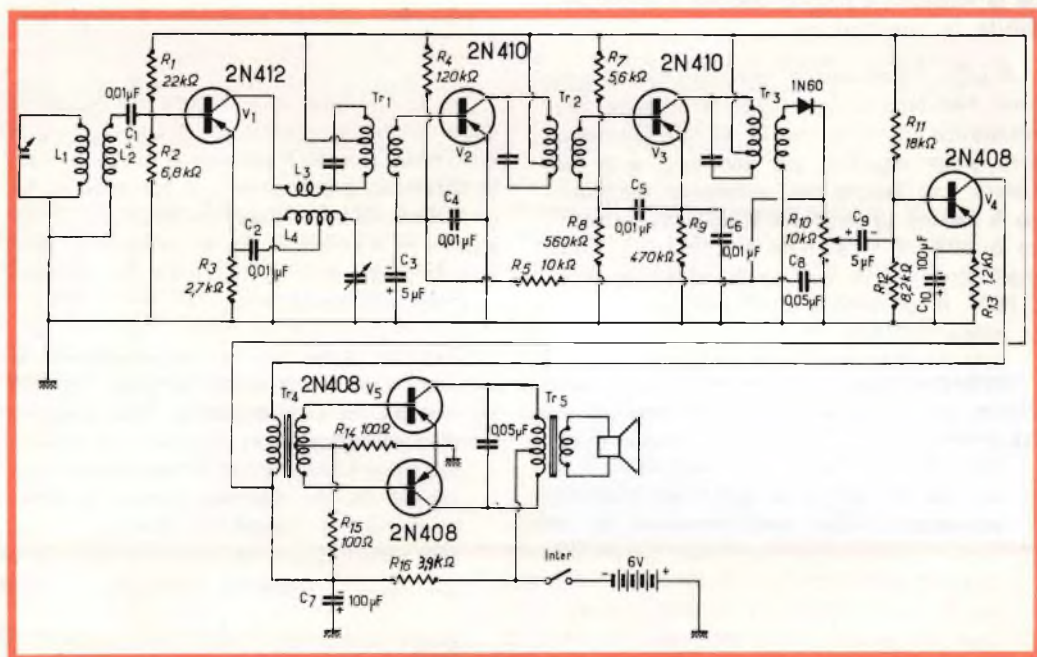 R1
22kΩ
2N412
0,01µF
C1
V1
L1
L2
R2
6,8kΩ
L3
L4
C2
0,01µF
R3
2,7kΩ
Tr1
R4
120kΩ
2N410
V2
C4
0,01µF
C3
5µF
R5
10kΩ
Tr2
R7
5,6kΩ
2N410
V3
C5
0,01µF
R8
560kΩ
R9
470kΩ
C6
0,01µF
Tr3
1N60
R10
10kΩ
C8
0,05µF
C9
+ -
5µF
R11
18kΩ
2N408
V4
R12
8,2kΩ
C10
100µF
R13
1,2kΩ
Tr4
2N408
V5
R14 100Ω
2N408
R15
100Ω
R16 3,9kΩ
C7
100µF
0,05µF
Tr5
Inter
- 6V +